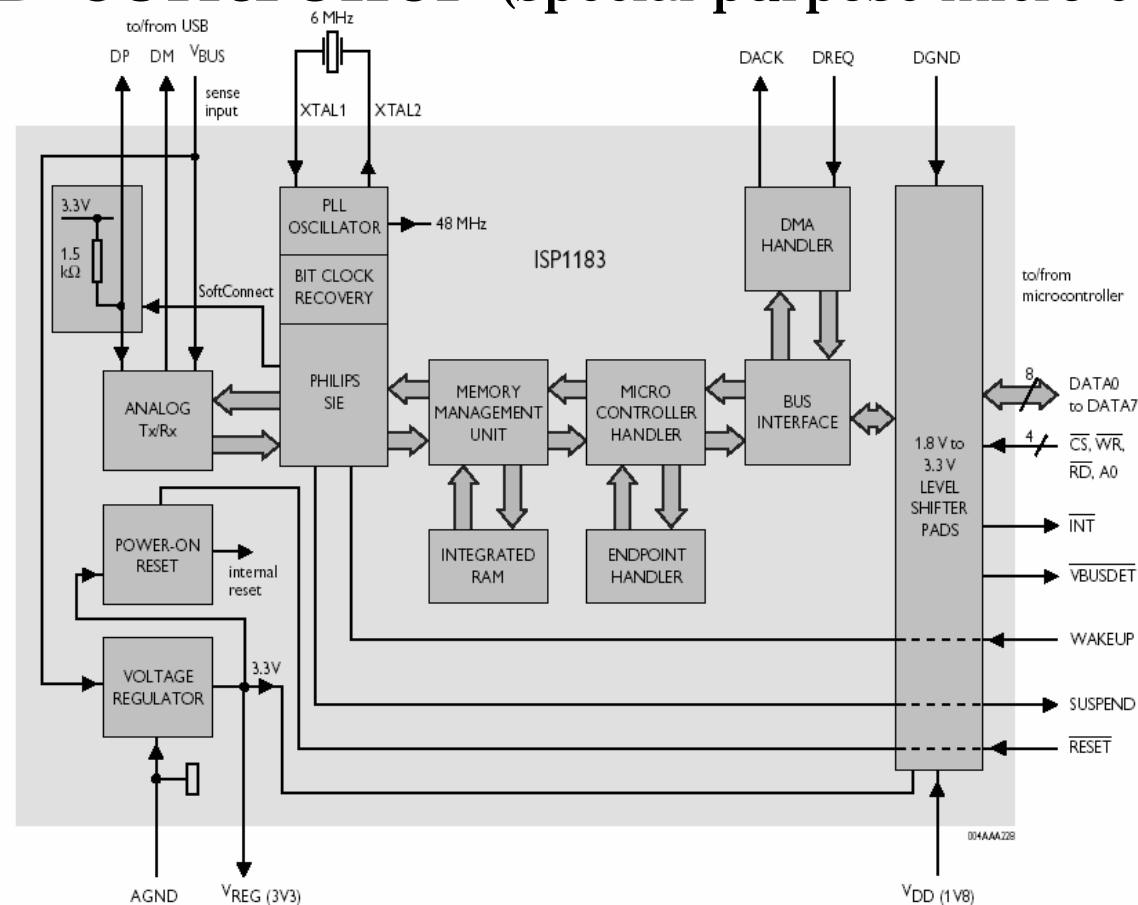 (special purpose micro
to/from USB
6 MHz
DP DM VBUS
DACK DREQ DGND
sense
input
XTAL1 XTAL2
3.3V
PLL
OSCILLATOR
48 MHz
DMA
HANDLER
1.5
kΩ
ISP1183
BIT CLOCK
RECOVERY
to/from
microcontroller
SoftConnect
8
DATA0
to DATA7
PHILIPS
SIE
MEMORY
MANAGEMENT
UNIT
MICRO
CONTROLLER
HANDLER
BUS
INTERFACE
ANALOG
Tx/Rx
4
CS, WR,
RD, A0
1.8 V to
3.3 V
LEVEL
SHIFTER
PADS
INT
POWER-ON
RESET
internal
reset
INTEGRATED
RAM
ENDPOINT
HANDLER
VBUSDET
WAKEUP
VOLTAGE
REGULATOR
3.3V
SUSPEND
RESET
004AAA228
AGND VREG (3V3) VDD (1V8)